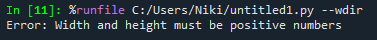 In [11]: %runfile C:/Users/Niki/untitled1.py --wdir
Error: Width and height must be positive numbers